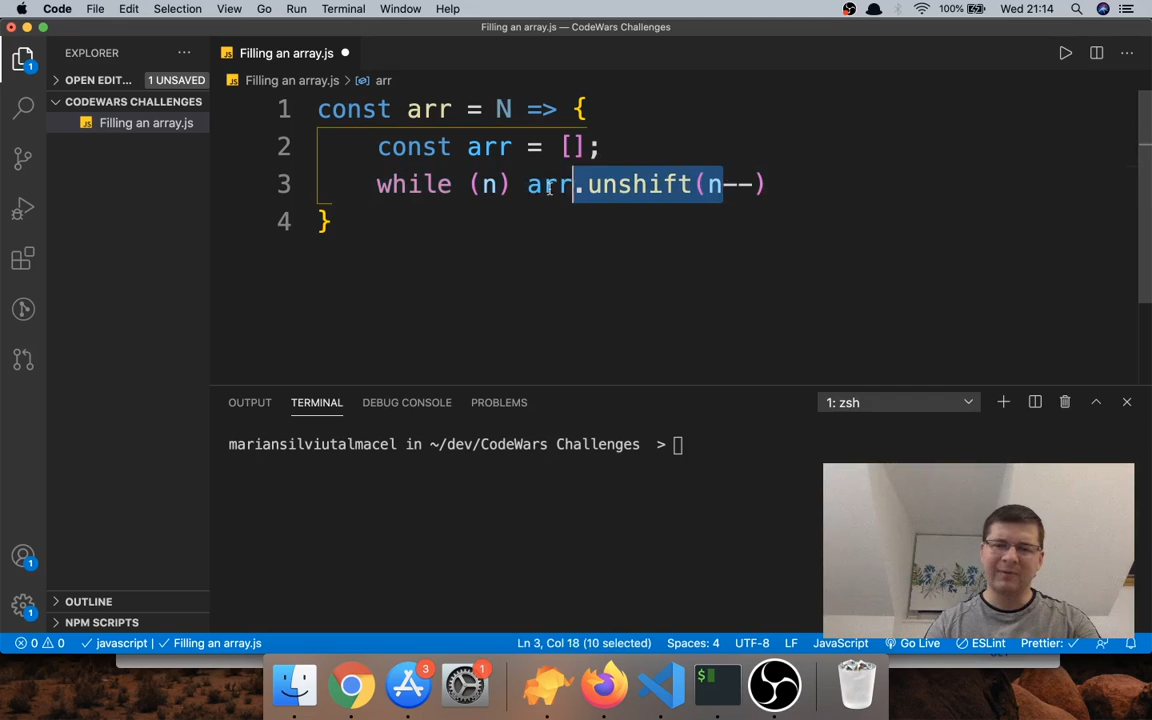 Code File Edit Selection View Go Run Terminal Window Help 100% Wed 21:14
Filling an array.js — CodeWars Challenges
EXPLORER
Filling an array.js
OPEN EDIT... 1 UNSAVED
Filling an array.js > arr
CODEWARS CHALLENGES
Filling an array.js
1 const arr = N => {
2 const arr = [];
3 while (n) arr.unshift(n--)
4 }
OUTPUT TERMINAL DEBUG CONSOLE PROBLEMS 1: zsh
mariansilviutalmacel in ~/dev/CodeWars Challenges >
OUTLINE
NPM SCRIPTS
0 0 javascript | Filling an array.js Ln 3, Col 18 (10 selected) Spaces: 4 UTF-8 LF JavaScript Go Live ESLint Prettier: